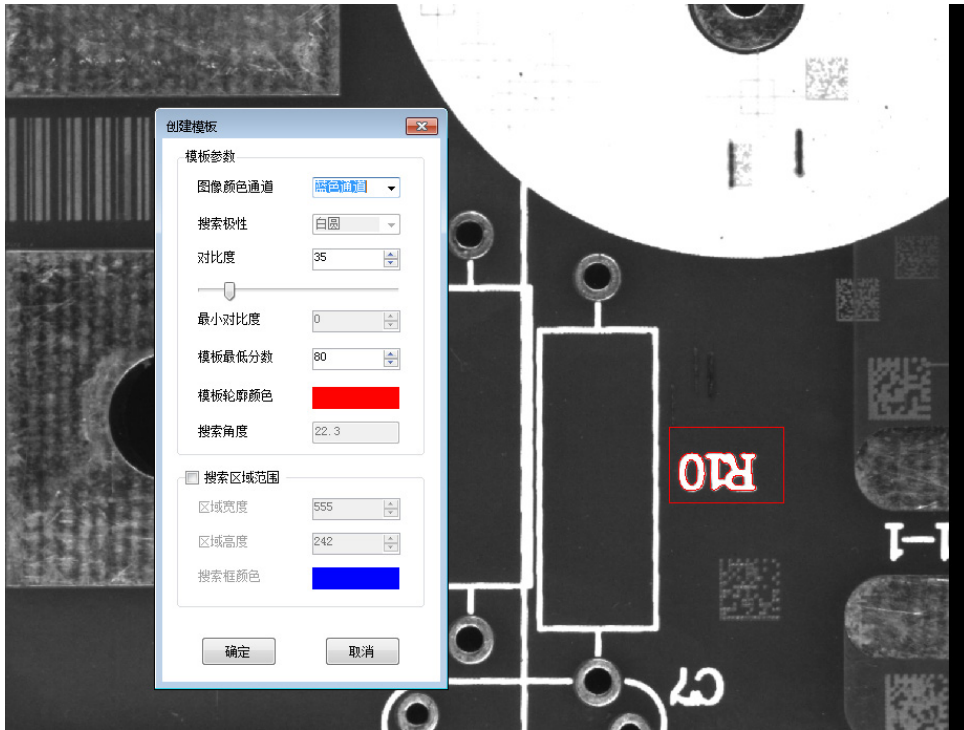 创建模板
模板参数
图像颜色通道 蓝色通道
搜索极性 白圆
对比度 35
最小对比度 0
模板最低分数 80
模板轮廓颜色
搜索角度 22.3
搜索区域范围
区域宽度 555
区域高度 242
搜索框颜色
确定 取消
R10
C7